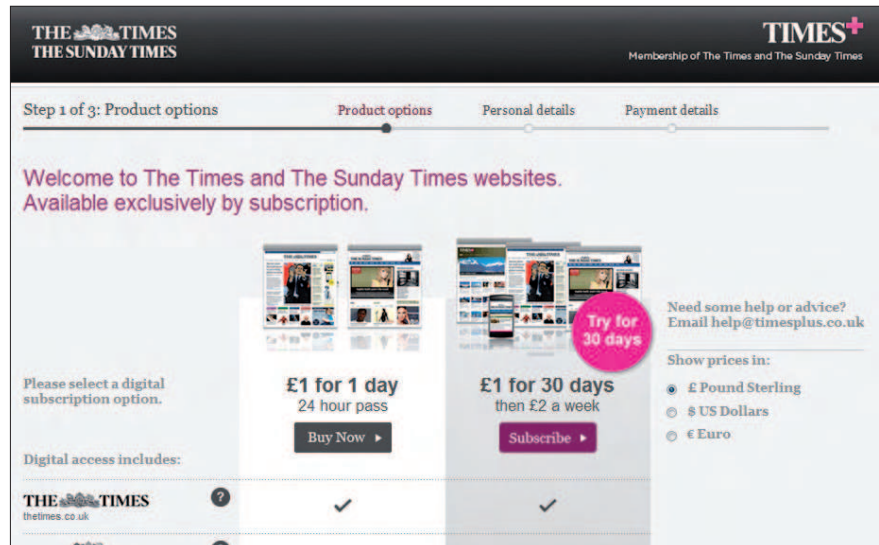 THE TIMES
THE SUNDAY TIMES
TIMES+
Membership of The Times and The Sunday Times
Step 1 of 3: Product options
Product options
Personal details
Payment details
Welcome to The Times and The Sunday Times websites.
Available exclusively by subscription.
Try for
30 days
Need some help or advice?
Email help@timesplus.co.uk
Show prices in:
£ Pound Sterling
$ US Dollars
€ Euro
Please select a digital
subscription option.
£1 for 1 day
24 hour pass
Buy Now
£1 for 30 days
then £2 a week
Subscribe
Digital access includes:
THE TIMES
thetimes.co.uk
?